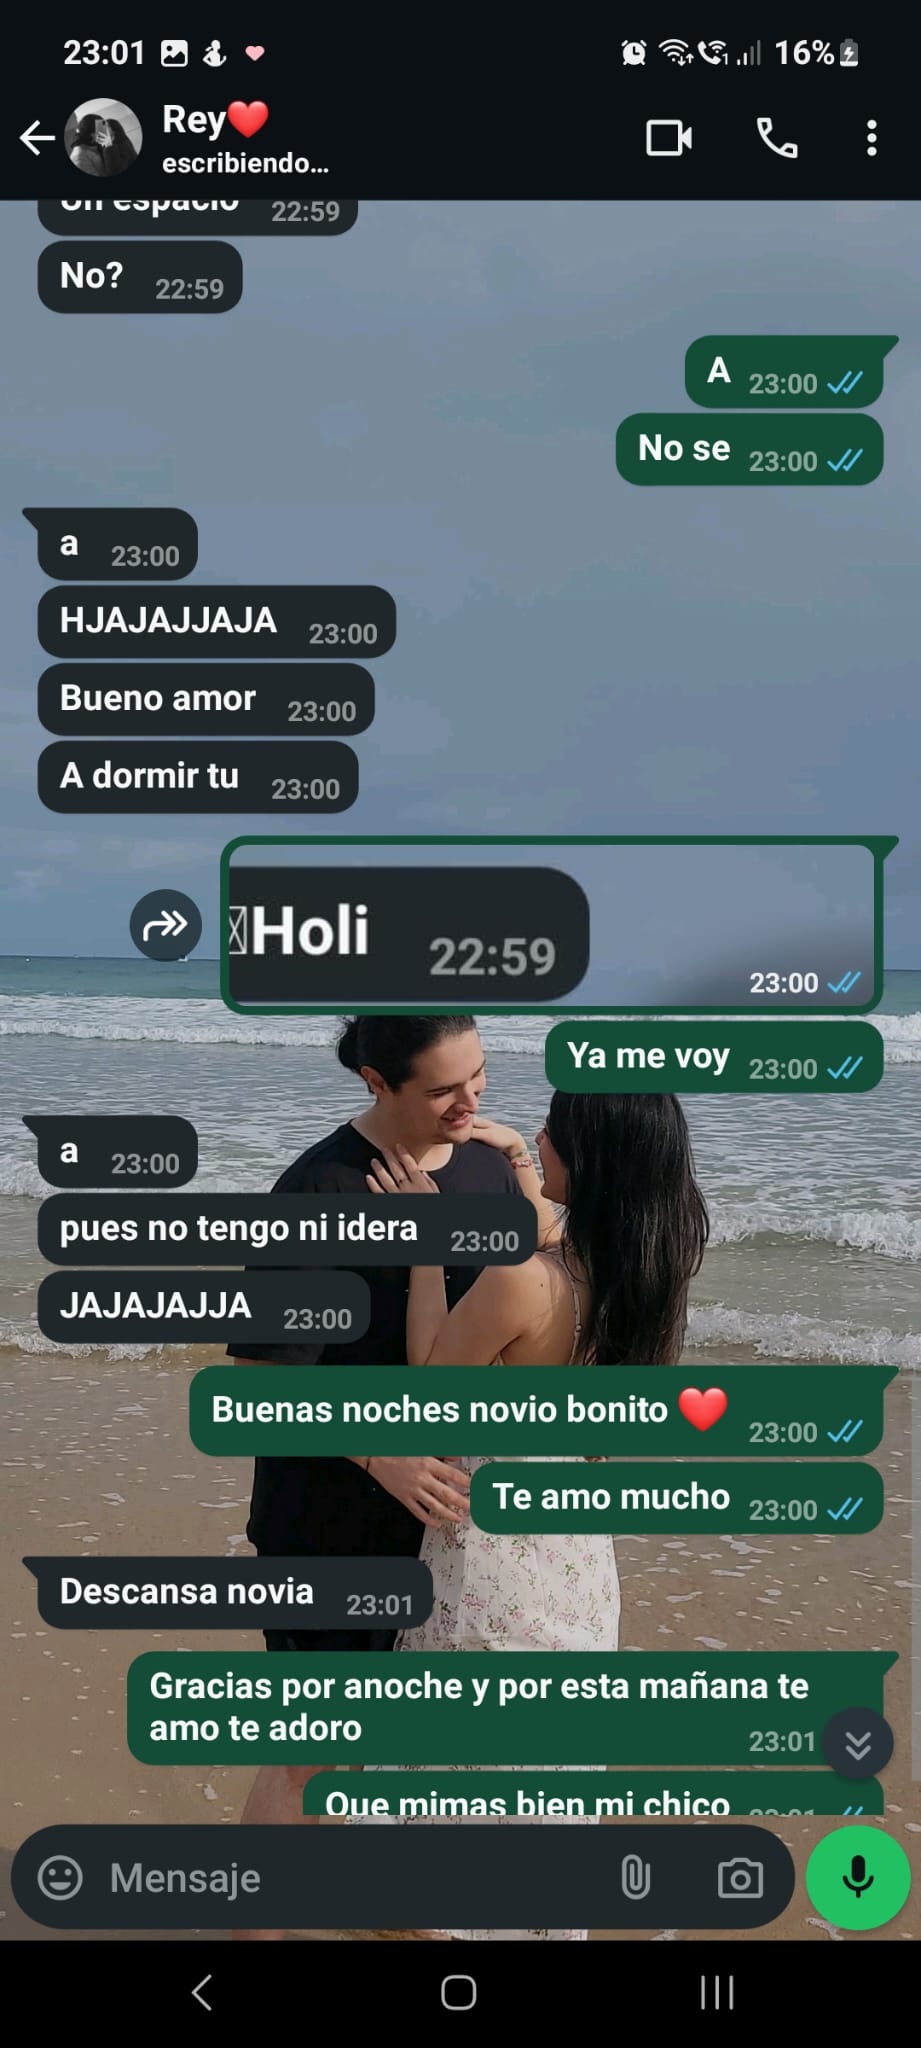 23:01
16%
Rey❤️
escribiendo...
Un espacio 22:59
No? 22:59
A 23:00
No se 23:00
a 23:00
HJAJAJJAJA 23:00
Bueno amor 23:00
A dormir tu 23:00
Holi 22:59
23:00
Ya me voy 23:00
a 23:00
pues no tengo ni idera 23:00
JAJAJAJJA 23:00
Buenas noches novio bonito ❤️ 23:00
Te amo mucho 23:00
Descansa novia 23:01
Gracias por anoche y por esta mañana te
amo te adoro 23:01
Que mimas bien mi chico 23:01
Mensaje